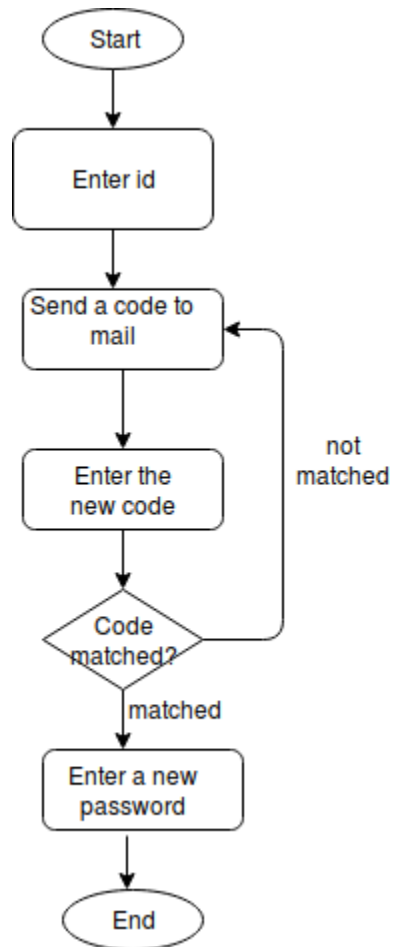 Start
Enter id
Send a code to
mail
Enter the
new code
not
matched
Code
matched?
matched
Enter a new
password
End